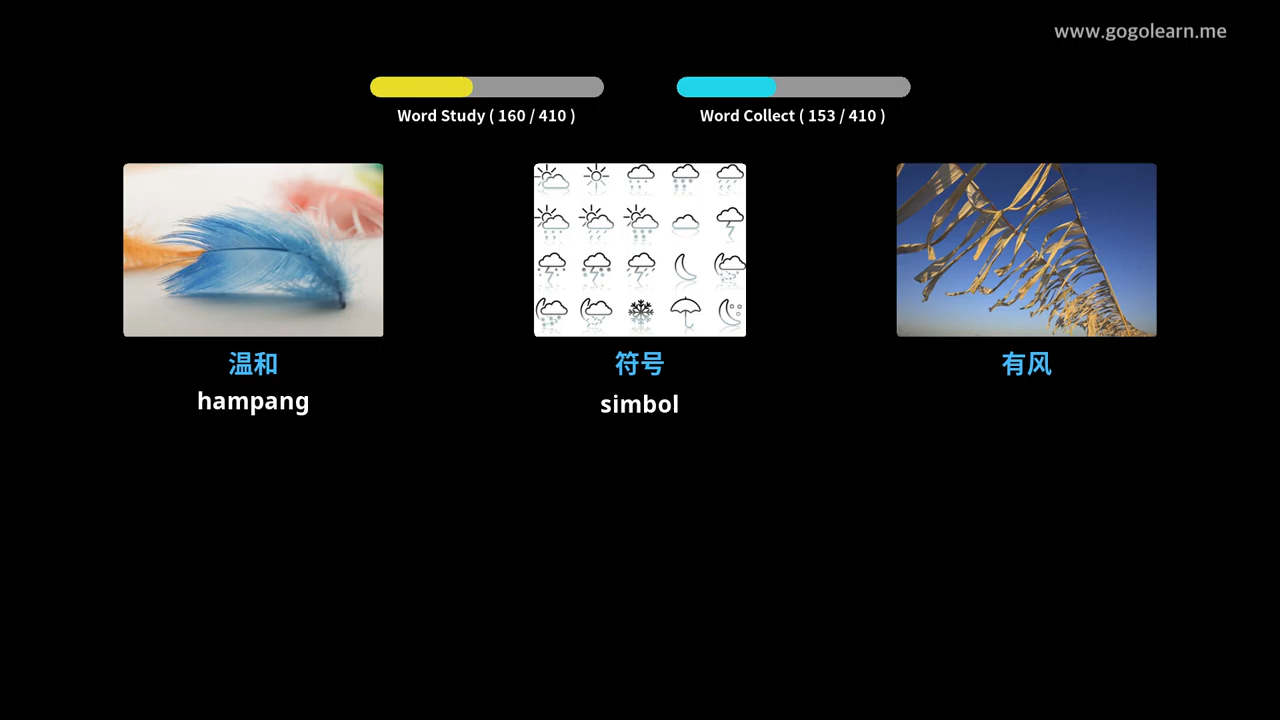 www.gogolearn.me
Word Study ( 160 / 410 )
Word Collect ( 153 / 410 )
温和
hampang
符号
simbol
有风